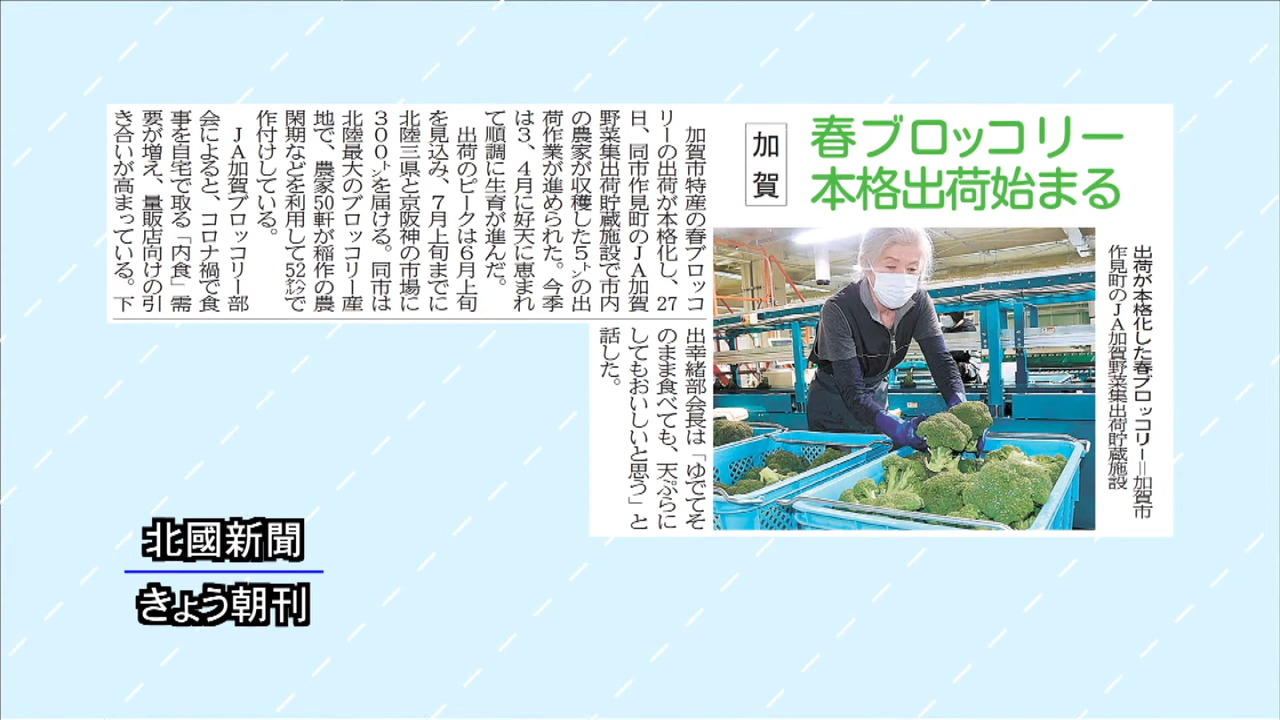 春ブロッコリー
本格出荷始まる
加賀
出荷が本格化した春ブロッコリー＝加賀市
作見町のJA加賀野菜集出荷貯蔵施設
加賀市特産の春ブロッコ
リーの出荷が本格化し、27
日、同市作見町のJA加賀
野菜集出荷貯蔵施設で市内
の農家が収穫した5㌧の出
荷作業が進められた。今季
は3、4月に好天に恵まれ
て順調に生育が進んだ。
出荷のピークは6月上旬
を見込み、7月上旬までに
北陸三県と京阪神の市場に
300㌧を届ける。同市は
北陸最大のブロッコリー産
地で、農家50軒が稲作の農
閑期などを利用して52㌶で
作付けしている。
JA加賀ブロッコリー部
会によると、コロナ禍で食
事を自宅で取る「内食」需
要が増え、量販店向けの引
き合いが高まっている。下
出幸緒部会長は「ゆでてそ
のまま食べても、天ぷらに
してもおいしいと思う」と
話した。
北國新聞
きょう朝刊